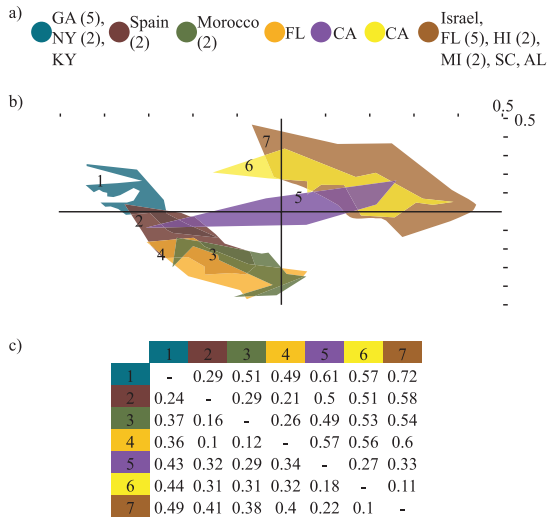 a)
GA (5), NY (2), KY
Spain (2)
Morocco (2)
FL
CA
CA
Israel, FL (5), HI (2), MI (2), SC, AL
b)
0.5
0.5
7
6
1
5
2
4
3
c)
1 2 3 4 5 6 7
1 - 0.29 0.51 0.49 0.61 0.57 0.72
2 0.24 - 0.29 0.21 0.5 0.51 0.58
3 0.37 0.16 - 0.26 0.49 0.53 0.54
4 0.36 0.1 0.12 - 0.57 0.56 0.6
5 0.43 0.32 0.29 0.34 - 0.27 0.33
6 0.44 0.31 0.31 0.32 0.18 - 0.11
7 0.49 0.41 0.38 0.4 0.22 0.1 -